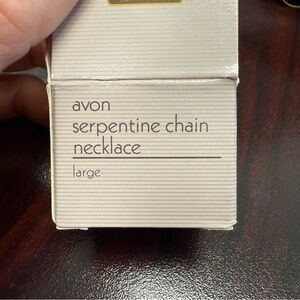 avon
serpentine chain
necklace
large